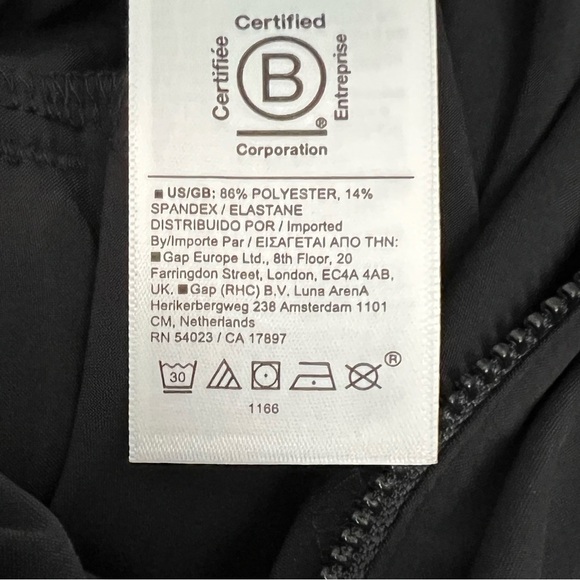 Certified
Certifiée
B
Entreprise
®
Corporation
US/GB: 86% POLYESTER, 14%
SPANDEX / ELASTANE
DISTRIBUIDO POR / Imported
By/Importe Par / ΕΙΣΑΓΕΤΑΙ ΑΠΟ ΤΗΝ:
Gap Europe Ltd., 8th Floor, 20
Farringdon Street, London, EC4A 4AB,
UK. Gap (RHC) B.V. Luna ArenA
Herikerbergweg 238 Amsterdam 1101
CM, Netherlands
RN 54023 / CA 17897
30
®
1166